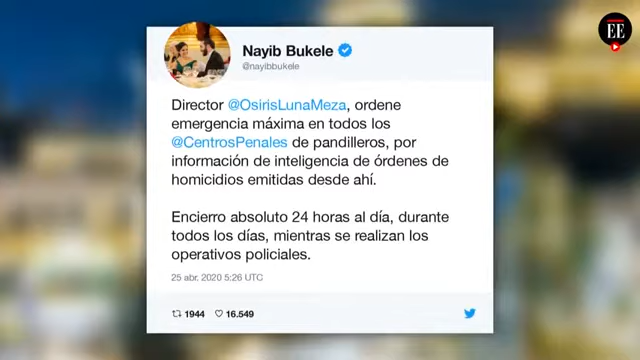 EE
Nayib Bukele
@nayibbukele
Director @OsirisLunaMeza, ordene
emergencia máxima en todos los
@CentrosPenales de pandilleros, por
información de inteligencia de órdenes de
homicidios emitidas desde ahí.
Encierro absoluto 24 horas al día, durante
todos los días, mientras se realizan los
operativos policiales.
25 abr. 2020 5:26 UTC
1944 16.549